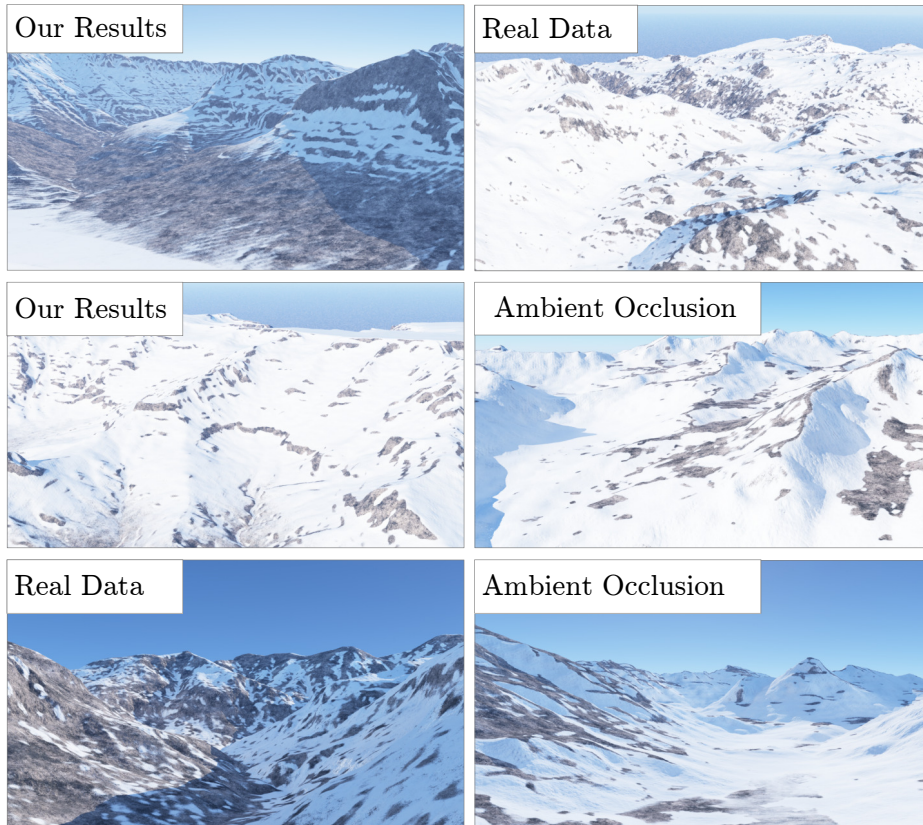 Our Results
Real Data
Our Results
Ambient Occlusion
Real Data
Ambient Occlusion